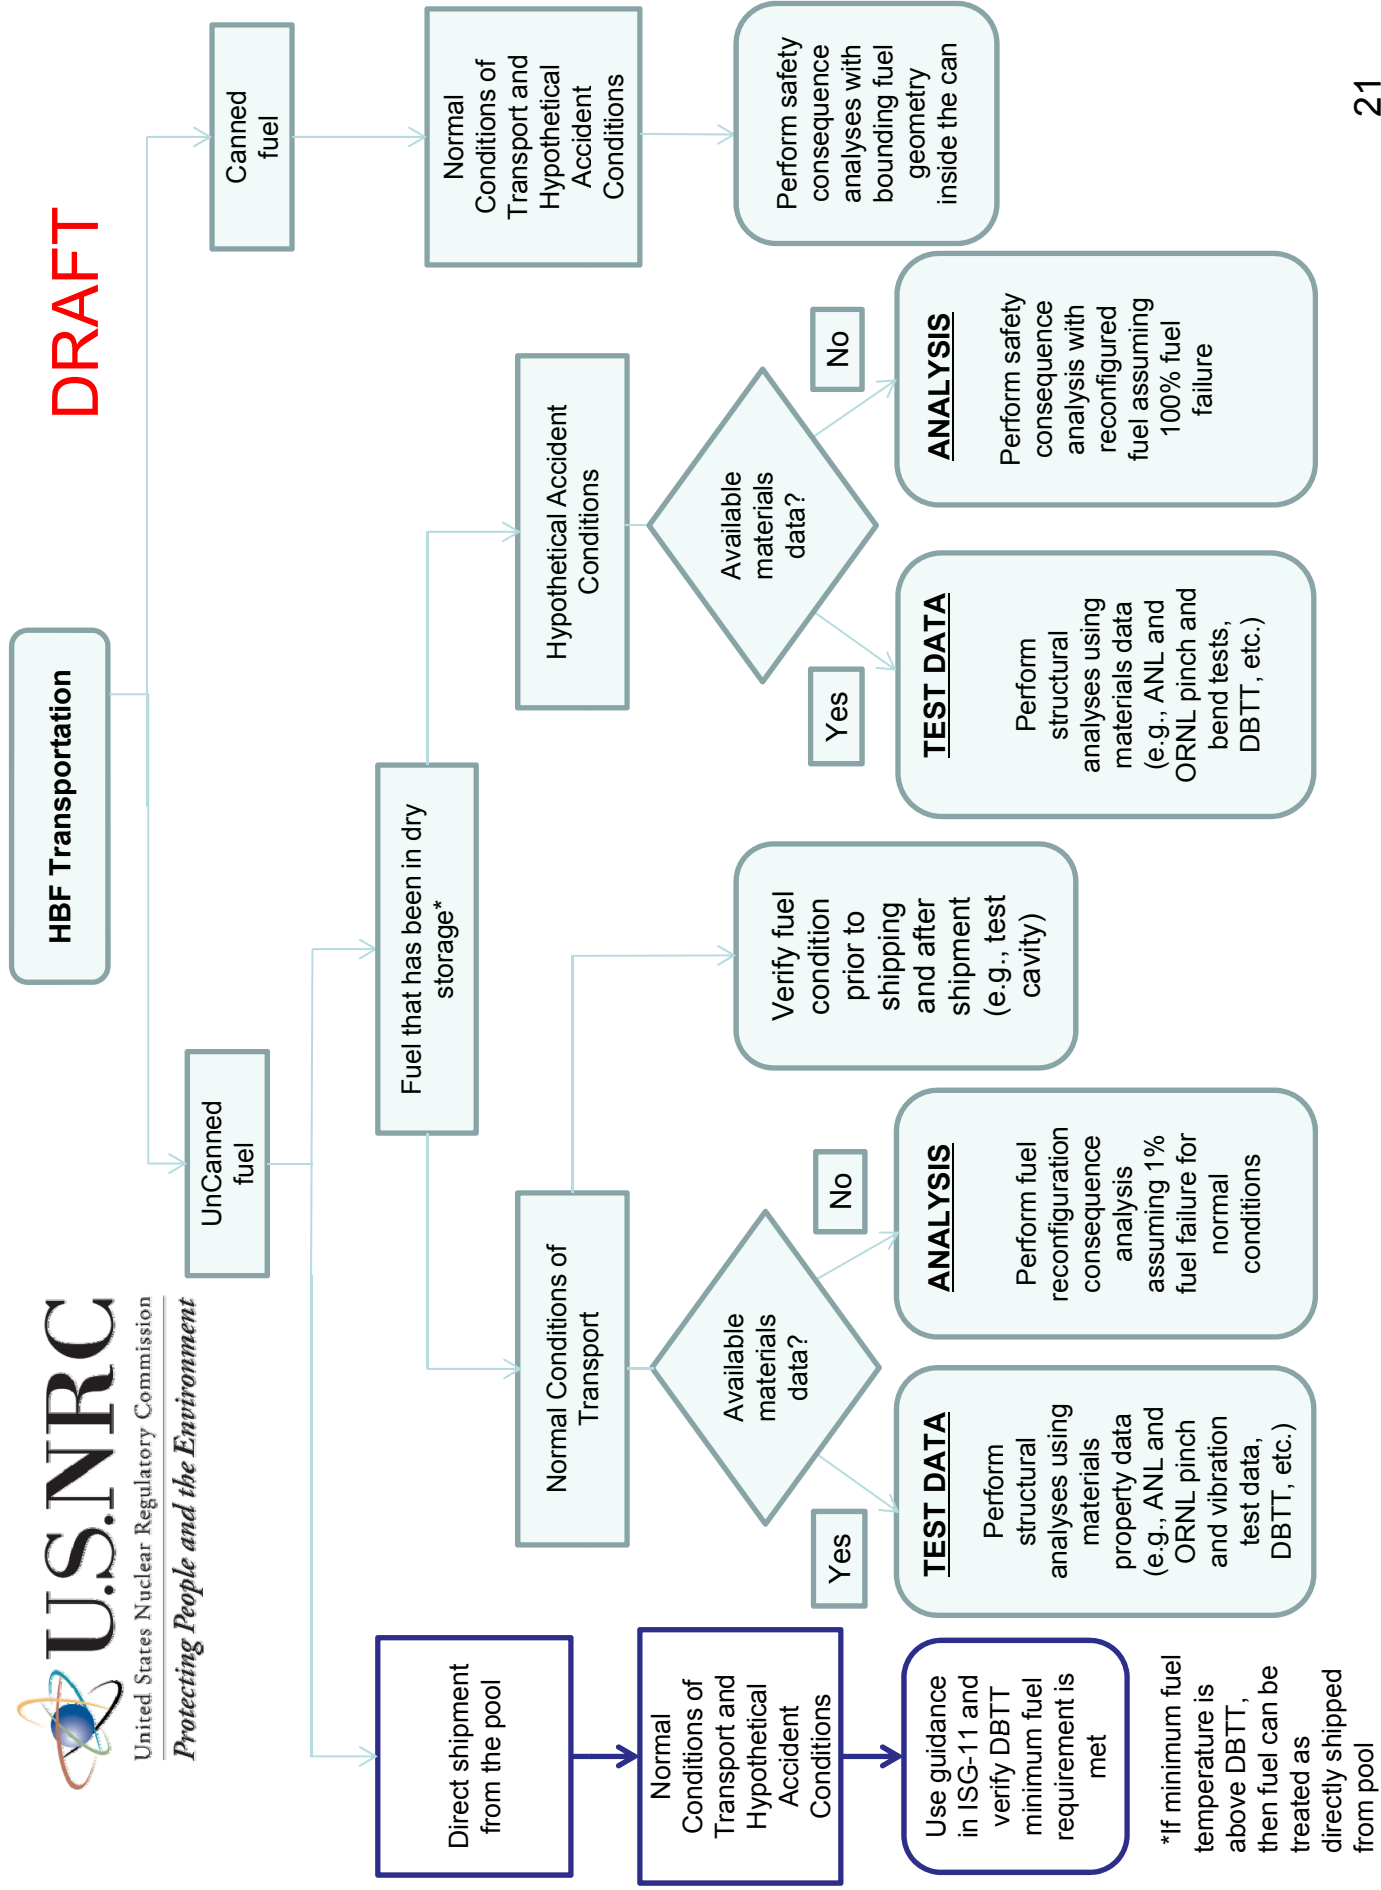 U.S.NRC
United States Nuclear Regulatory Commission
Protecting People and the Environment
DRAFT
HBF Transportation
UnCanned
fuel
Canned
fuel
Direct shipment
from the pool
Fuel that has been in dry
storage*
Normal
Conditions of
Transport and
Hypothetical
Accident
Conditions
Normal Conditions of
Transport
Hypothetical Accident
Conditions
Normal
Conditions of
Transport and
Hypothetical
Accident
Conditions
Available
materials
data?
Available
materials
data?
Verify fuel
condition
prior to
shipping
and after
shipment
(e.g., test
cavity)
Perform safety
consequence
analyses with
bounding fuel
geometry
inside the can
Yes
No
Yes
No
Use guidance
in ISG-11 and
verify DBTT
minimum fuel
requirement is
met
TEST DATA
Perform
structural
analyses using
materials
property data
(e.g., ANL and
ORNL pinch
and vibration
test data,
DBTT, etc.)
ANALYSIS
Perform fuel
reconfiguration
consequence
analysis
assuming 1%
fuel failure for
normal
conditions
TEST DATA
Perform
structural
analyses using
materials data
(e.g., ANL and
ORNL pinch and
bend tests,
DBTT, etc.)
ANALYSIS
Perform safety
consequence
analysis with
reconfigured
fuel assuming
100% fuel
failure
*If minimum fuel
temperature is
above DBTT,
then fuel can be
treated as
directly shipped
from pool
21